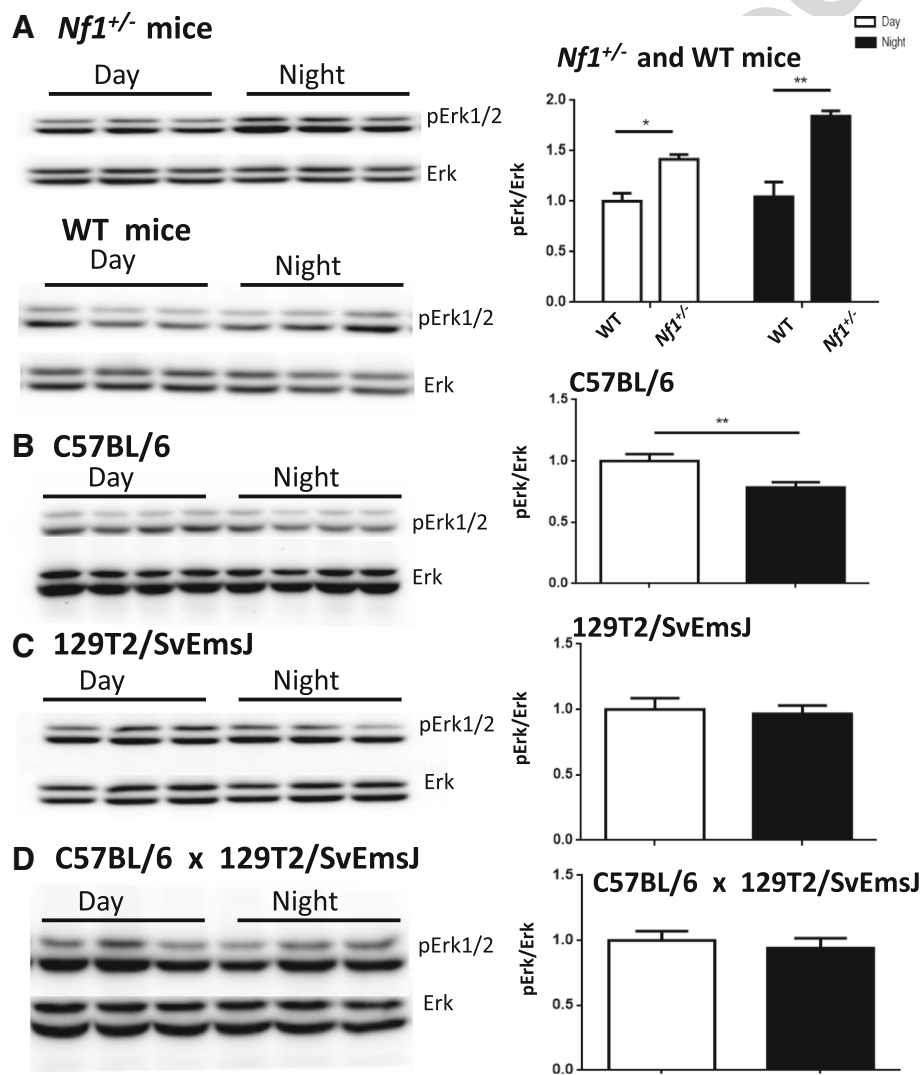 A Nf1+/- mice
Day Night
pErk1/2
Erk
WT mice
Day Night
pErk1/2
Erk
Day
Night
Nf1+/- and WT mice
* **
pErk/Erk
2.0
1.5
1.0
0.5
0.0
WT Nf1+/- WT Nf1+/-
B C57BL/6
Day Night
pErk1/2
Erk
C57BL/6
**
pErk/Erk
1.5
1.0
0.5
0.0
C 129T2/SvEmsJ
Day Night
pErk1/2
Erk
129T2/SvEmsJ
pErk/Erk
1.5
1.0
0.5
0.0
D C57BL/6 x 129T2/SvEmsJ
Day Night
pErk1/2
Erk
C57BL/6 x 129T2/SvEmsJ
pErk/Erk
1.5
1.0
0.5
0.0